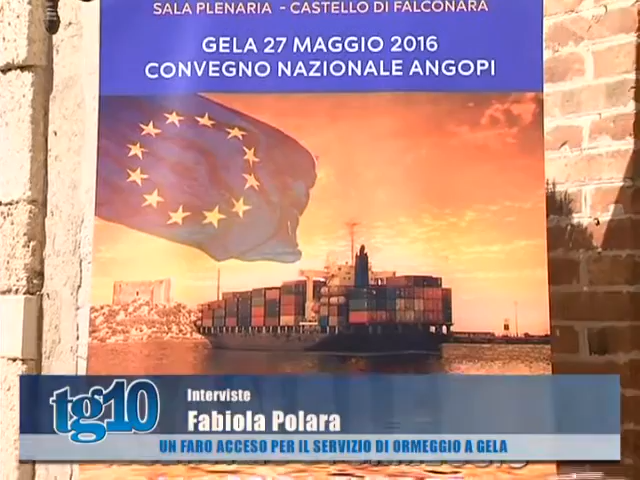 SALA PLENARIA - CASTELLO DI FALCONARA
GELA 27 MAGGIO 2016
CONVEGNO NAZIONALE ANGOPI
tg10
Interviste
Fabiola Polara
UN FARO ACCESO PER IL SERVIZIO DI ORMEGGIO A GELA